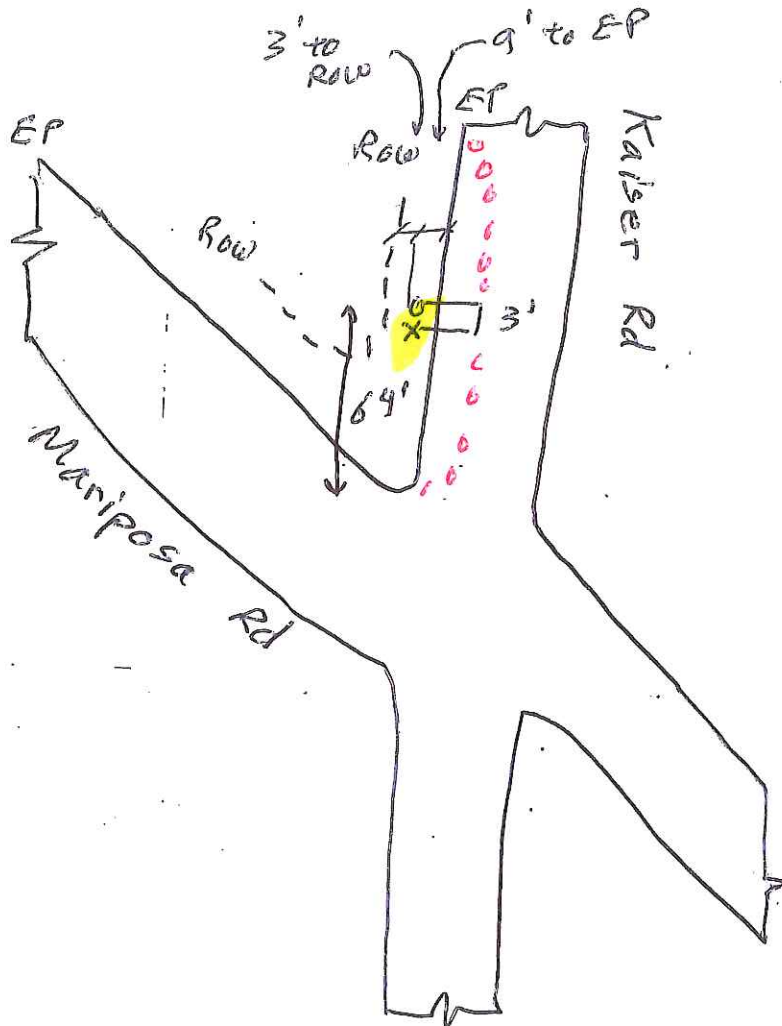 3' to
ROW
9' to EP
EP
ROW
EP
ROW
Kaiser Rd
3'
64'
Mariposa Rd